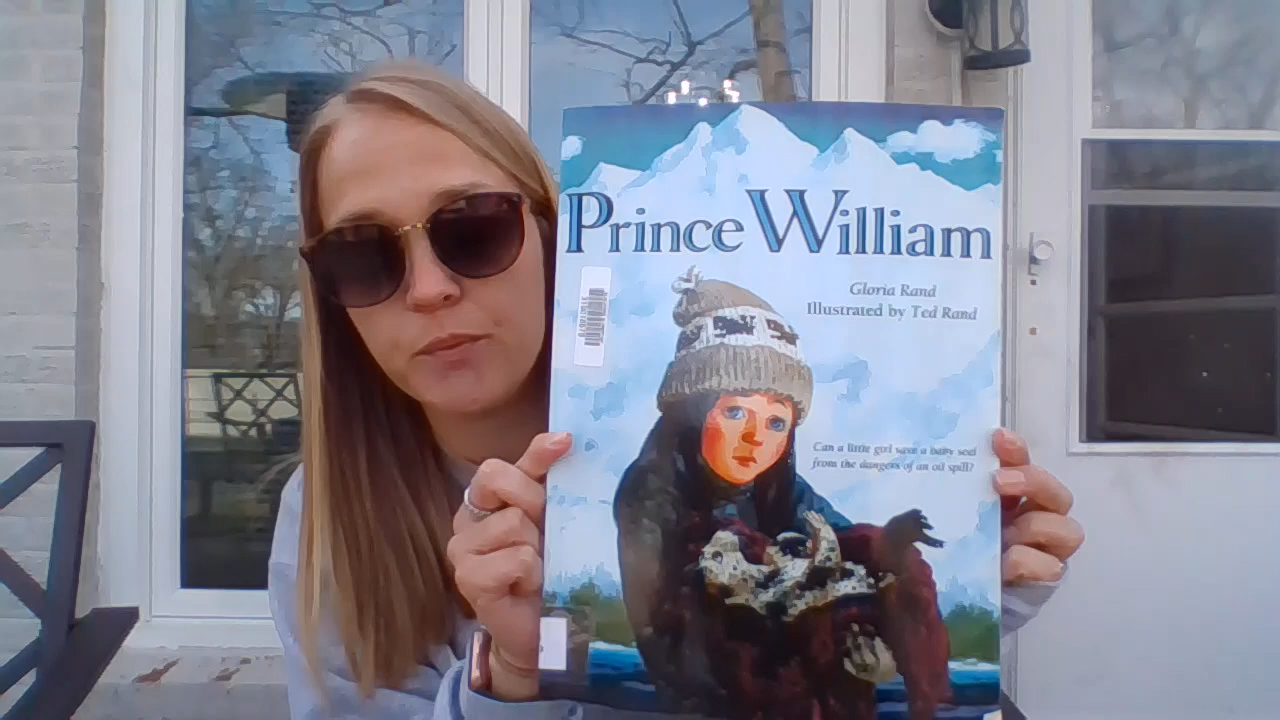 Prince William
Gloria Rand
Illustrated by Ted Rand
Can a little girl save a baby seal
from the dangers of an oil spill?